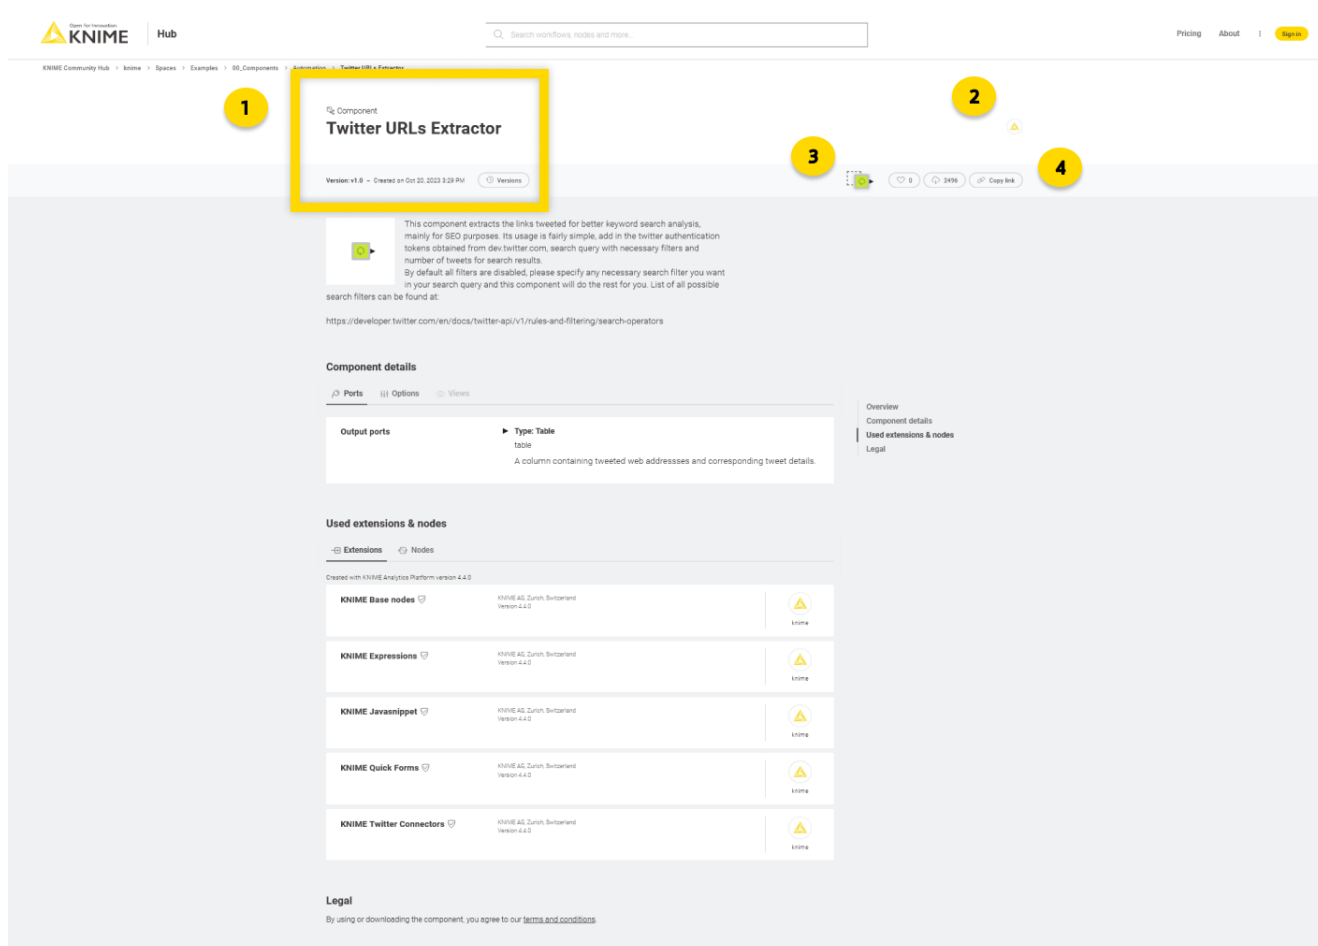 Open for Innovation
KNIME
Hub
Search workflows, nodes and more...
Pricing
About
Sign in
KNIME Community Hub > knime > Spaces > Examples > 00_Components > Automation > Twitter URLs Extractor
1
2
3
4
Component
Twitter URLs Extractor
Version: v1.0 – Created on Oct 20, 2023 3:29 PM
Versions
0
2496
Copy link
This component extracts the links tweeted for better keyword search analysis,
mainly for SEO purposes. Its usage is fairly simple, add in the twitter authentication
tokens obtained from dev.twitter.com, search query with necessary filters and
number of tweets for search results.
By default all filters are disabled, please specify any necessary search filter you want
in your search query and this component will do the rest for you. List of all possible
search filters can be found at:
https://developer.twitter.com/en/docs/twitter-api/v1/rules-and-filtering/search-operators
Component details
Ports
Options
Views
Output ports
Type: Table
table
A column containing tweeted web addressses and corresponding tweet details.
Overview
Component details
Used extensions & nodes
Legal
Used extensions & nodes
Extensions
Nodes
Created with KNIME Analytics Platform version 4.4.0
KNIME Base nodes
KNIME AG, Zurich, Switzerland
Version 4.4.0
knime
KNIME Expressions
KNIME AG, Zurich, Switzerland
Version 4.4.0
knime
KNIME Javasnippet
KNIME AG, Zurich, Switzerland
Version 4.4.0
knime
KNIME Quick Forms
KNIME AG, Zurich, Switzerland
Version 4.4.0
knime
KNIME Twitter Connectors
KNIME AG, Zurich, Switzerland
Version 4.4.0
knime
Legal
By using or downloading the component, you agree to our terms and conditions.